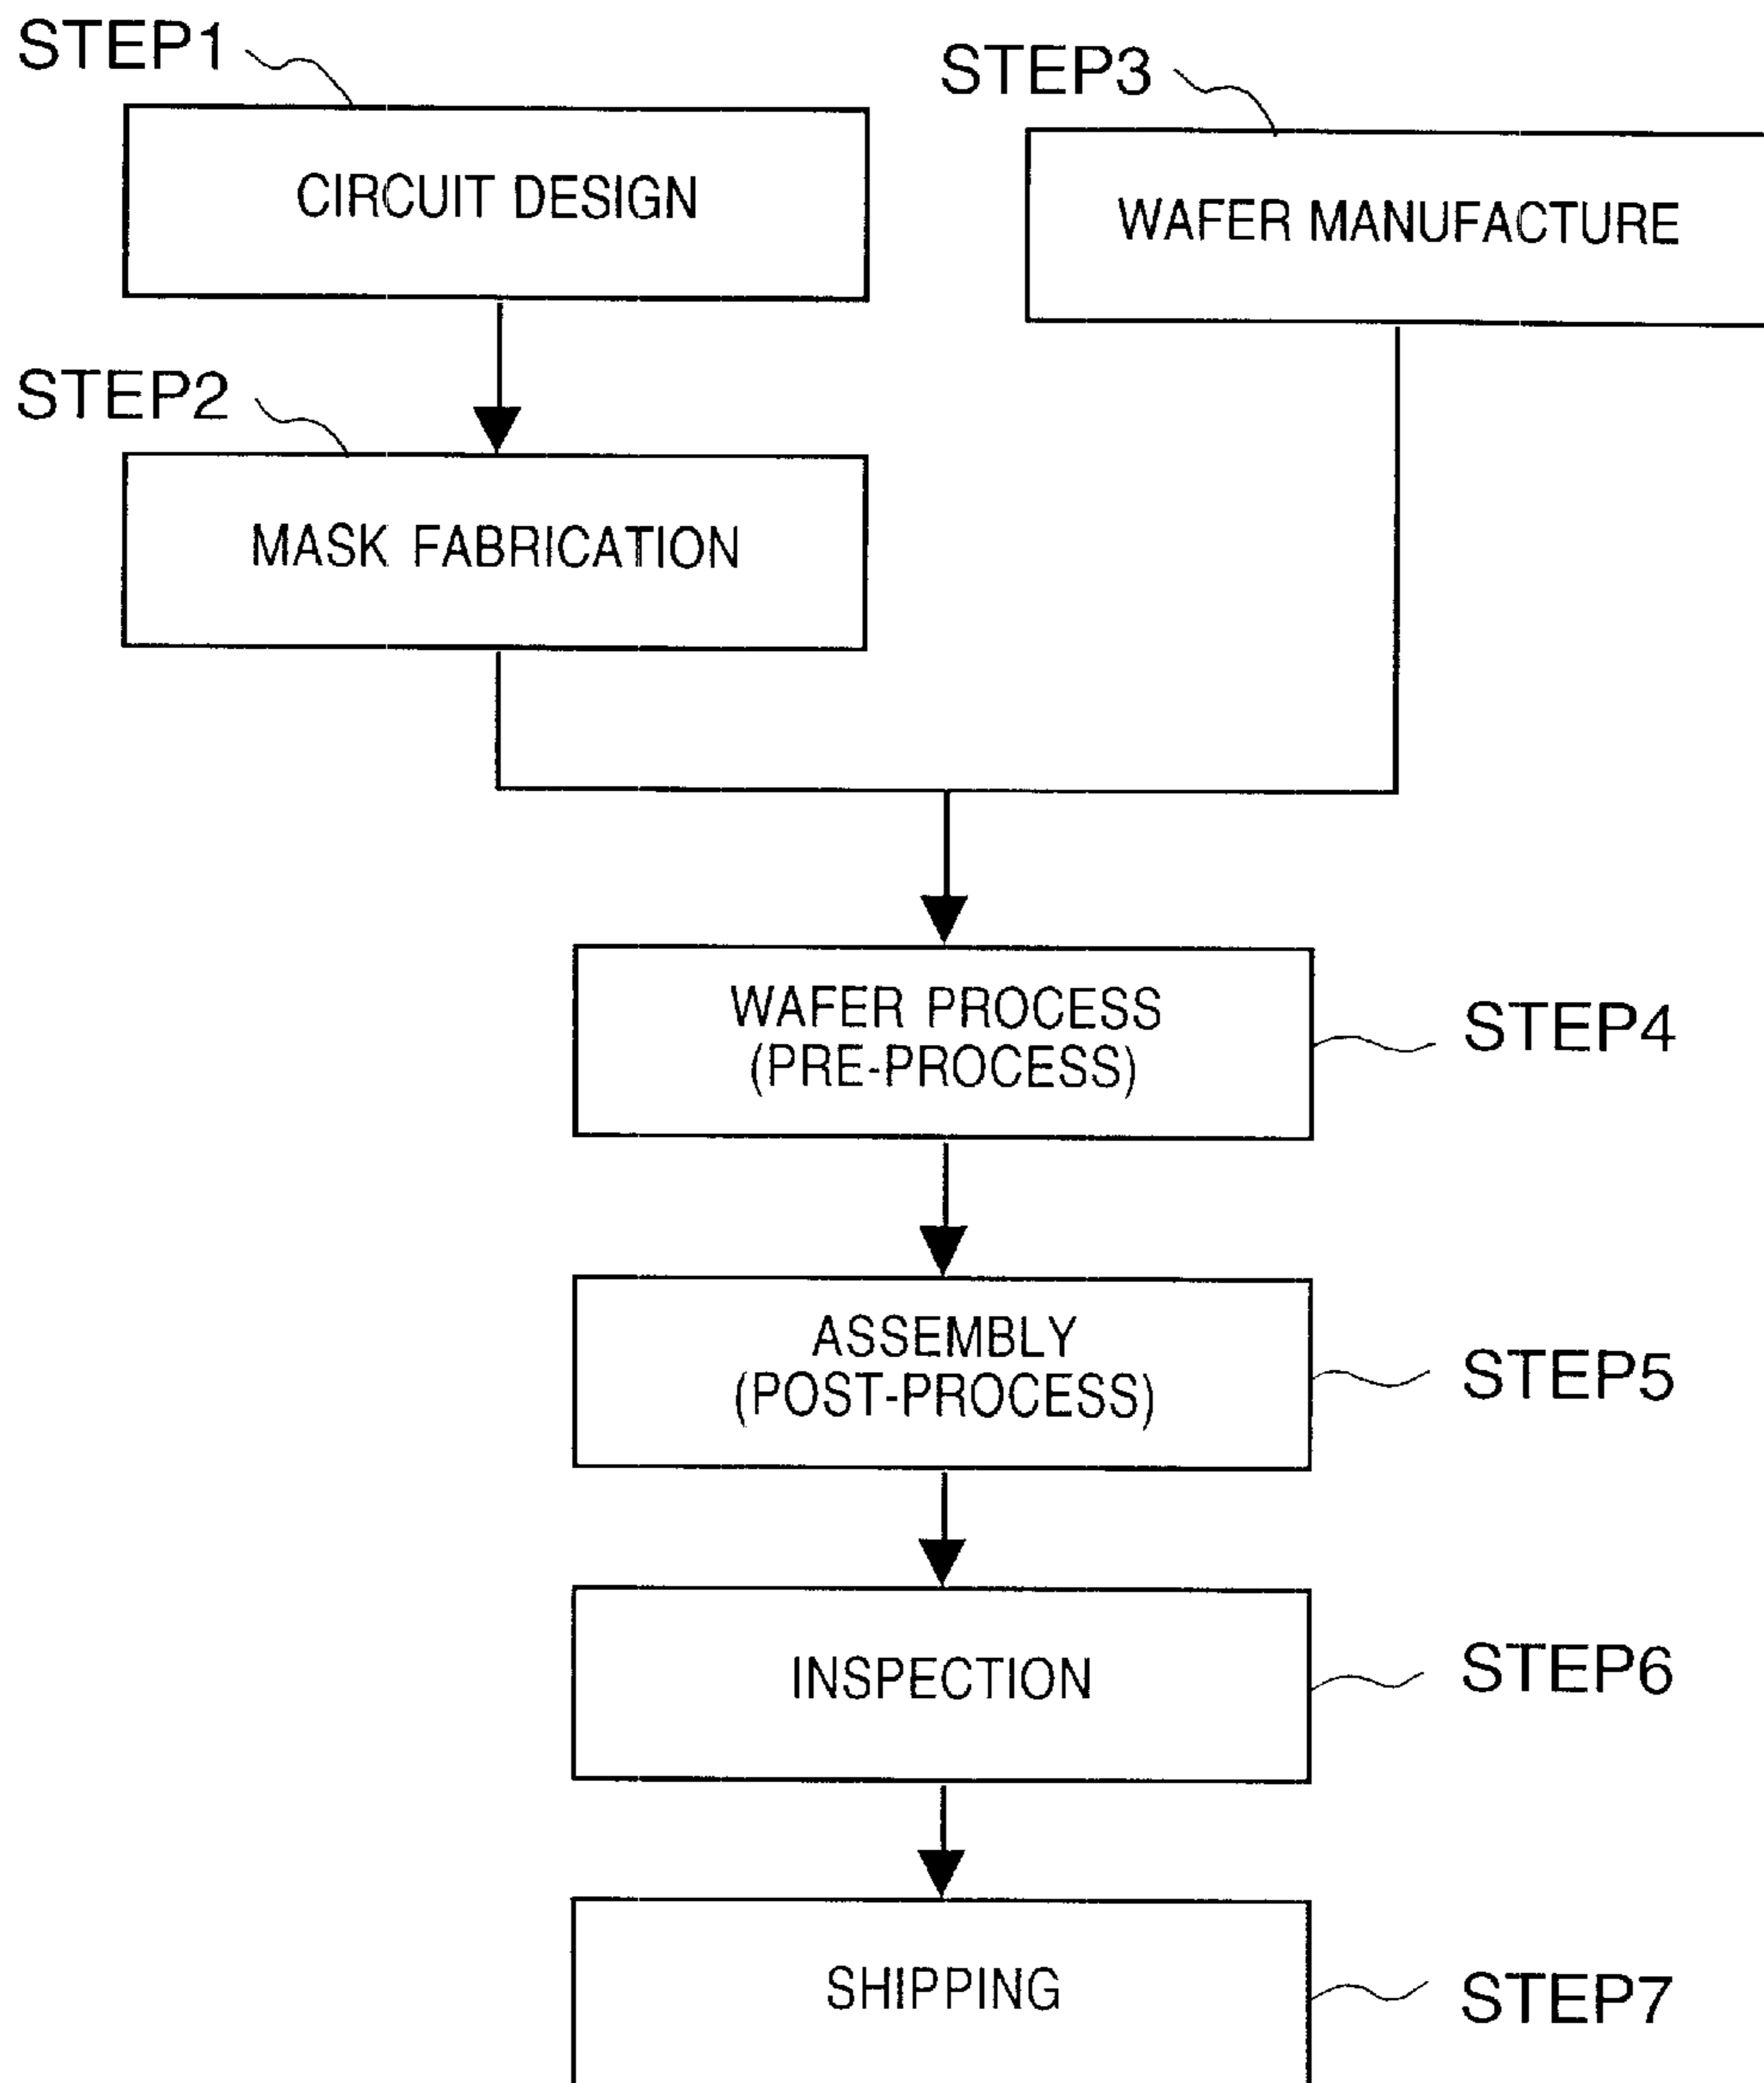 STEP1
CIRCUIT DESIGN
STEP3
WAFER MANUFACTURE
STEP2
MASK FABRICATION
WAFER PROCESS
(PRE-PROCESS)
STEP4
ASSEMBLY
(POST-PROCESS)
STEP5
INSPECTION
STEP6
SHIPPING
STEP7